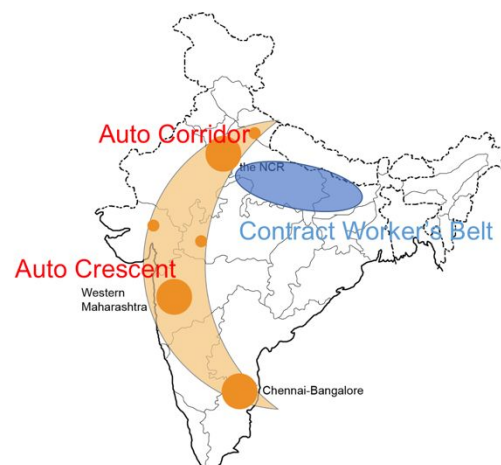 Auto Corridor
the NCR
Contract Worker's Belt
Auto Crescent
Western
Maharashtra
Chennai-Bangalore